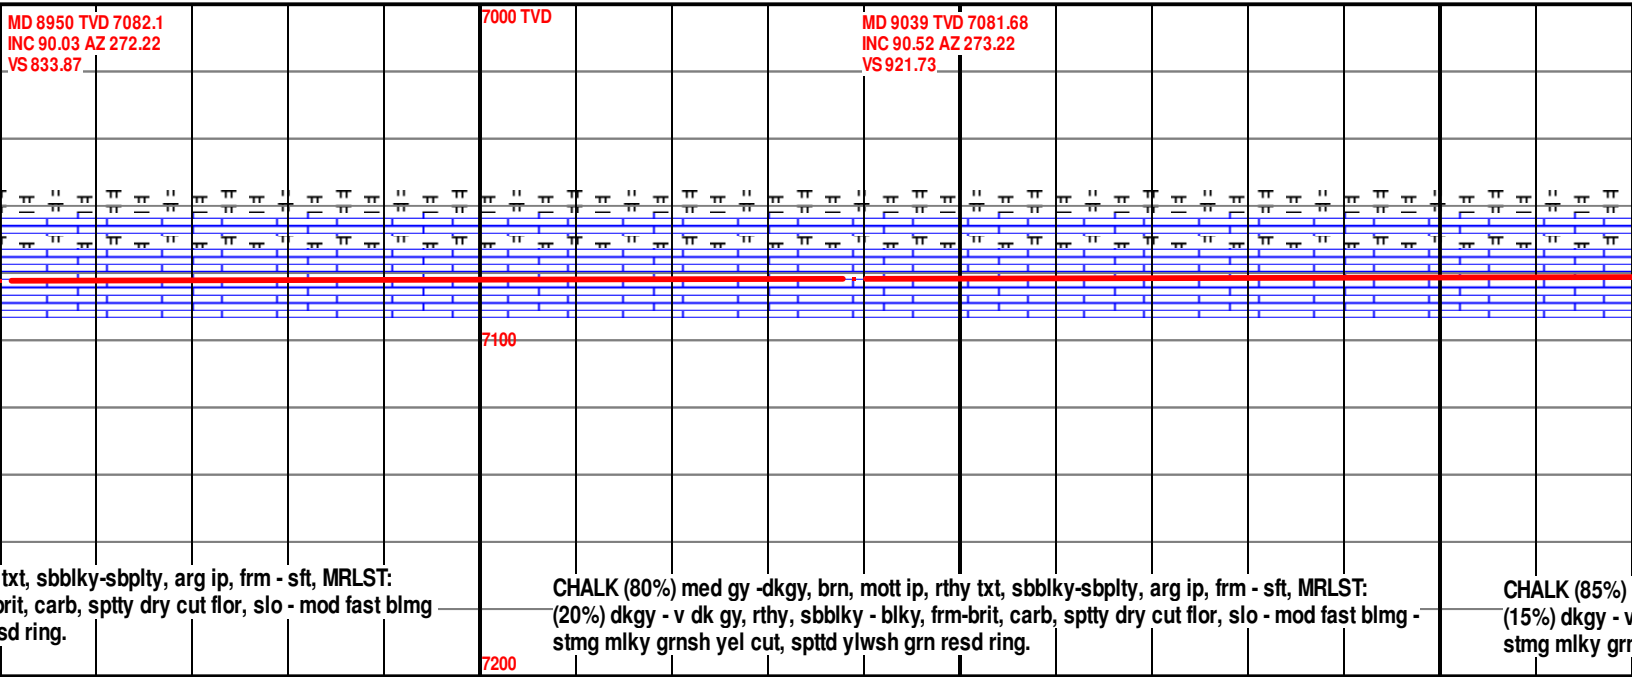 MD 8950 TVD 7082.1
INC 90.03 AZ 272.22
VS 833.87
7000 TVD
MD 9039 TVD 7081.68
INC 90.52 AZ 273.22
VS 921.73
7100
txt, sbblky-sbplty, arg ip, frm - sft, MRLST:
brit, carb, sptty dry cut flor, slo - mod fast blmg
sd ring.
CHALK (80%) med gy -dkgy, brn, mott ip, rthy txt, sbblky-sbplty, arg ip, frm - sft, MRLST:
(20%) dkgy - v dk gy, rthy, sbblky - blky, frm-brit, carb, sptty dry cut flor, slo - mod fast blmg -
stmg mlky grnsh yel cut, spttd ylwsh grn resd ring.
CHALK (85%)
(15%) dkgy - v
stmg mlky grn
7200